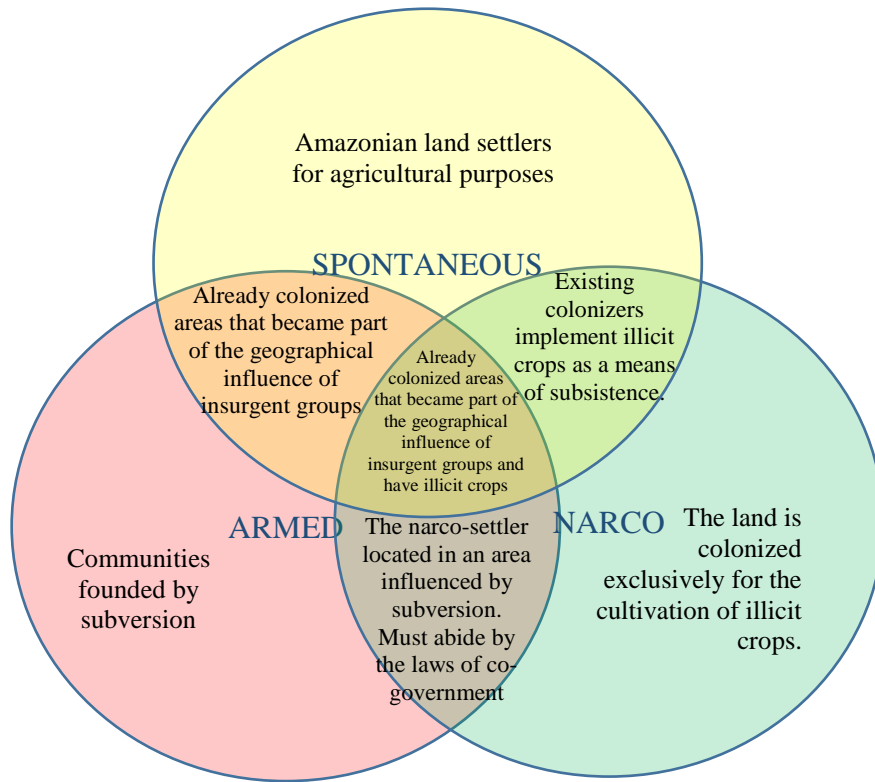 Amazonian land settlers
for agricultural purposes
SPONTANEOUS
Already colonized
areas that became part
of the geographical
influence of
insurgent groups
Existing
colonizers
implement illicit
crops as a means
of subsistence.
Already
colonized areas
that became part of
the geographical
influence of
insurgent groups and
have illicit crops
ARMED
NARCO
Communities
founded by
subversion
The narco-settler
located in an area
influenced by
subversion.
Must abide by
the laws of co-
government
The land is
colonized
exclusively for the
cultivation of illicit
crops.